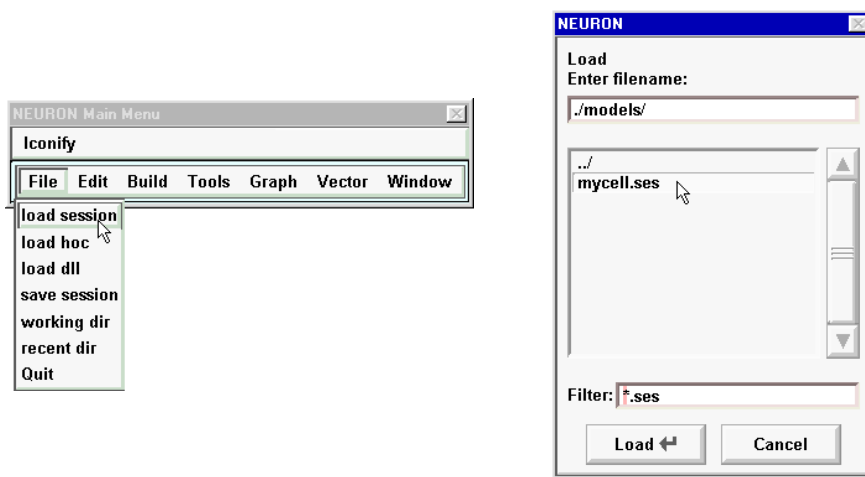 NEURON Main Menu
Iconify
File Edit Build Tools Graph Vector Window
load session
load hoc
load dll
save session
working dir
recent dir
Quit
NEURON
Load
Enter filename:
./models/
../
mycell.ses
Filter: *.ses
Load Cancel